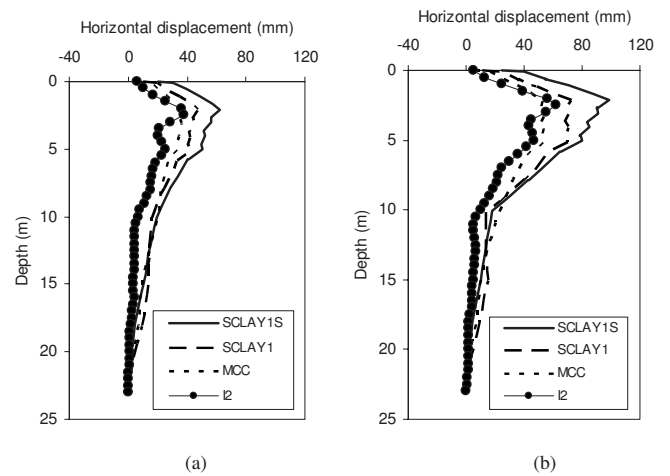 Horizontal displacement (mm)
-40 0 40 80 120
0
5
10
15
20
25
Depth (m)
SCLAY1S
SCLAY1
MCC
I2
(a)
Horizontal displacement (mm)
-40 0 40 80 120
0
5
10
15
20
25
Depth (m)
SCLAY1S
SCLAY1
MCC
I2
(b)